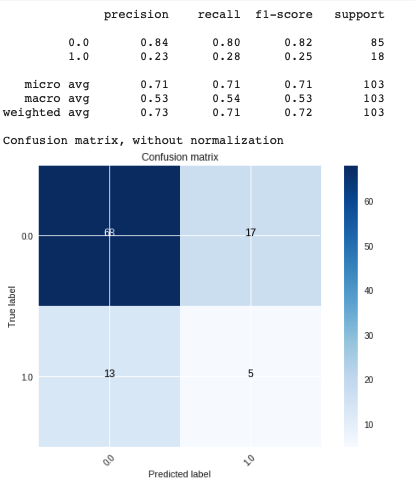 precision recall f1-score support
0.0 0.84 0.80 0.82 85
1.0 0.23 0.28 0.25 18
micro avg 0.71 0.71 0.71 103
macro avg 0.53 0.54 0.53 103
weighted avg 0.73 0.71 0.72 103
Confusion matrix, without normalization
Confusion matrix
60
50
40
30
20
10
True label
0.0
68 17
1.0
13 5
0.0 1.0
Predicted label